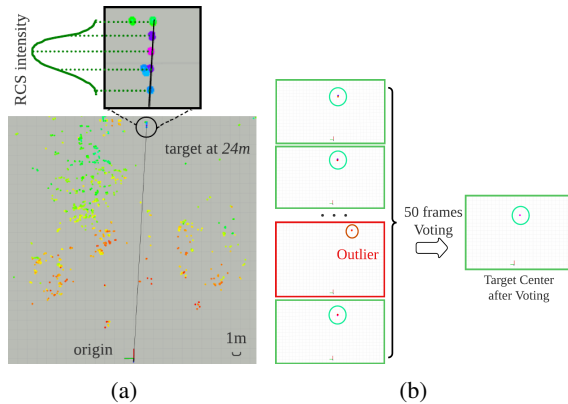 RCS intensity
target at 24m
origin
1m
(a)
. . .
Outlier
50 frames
Voting
Target Center
after Voting
(b)